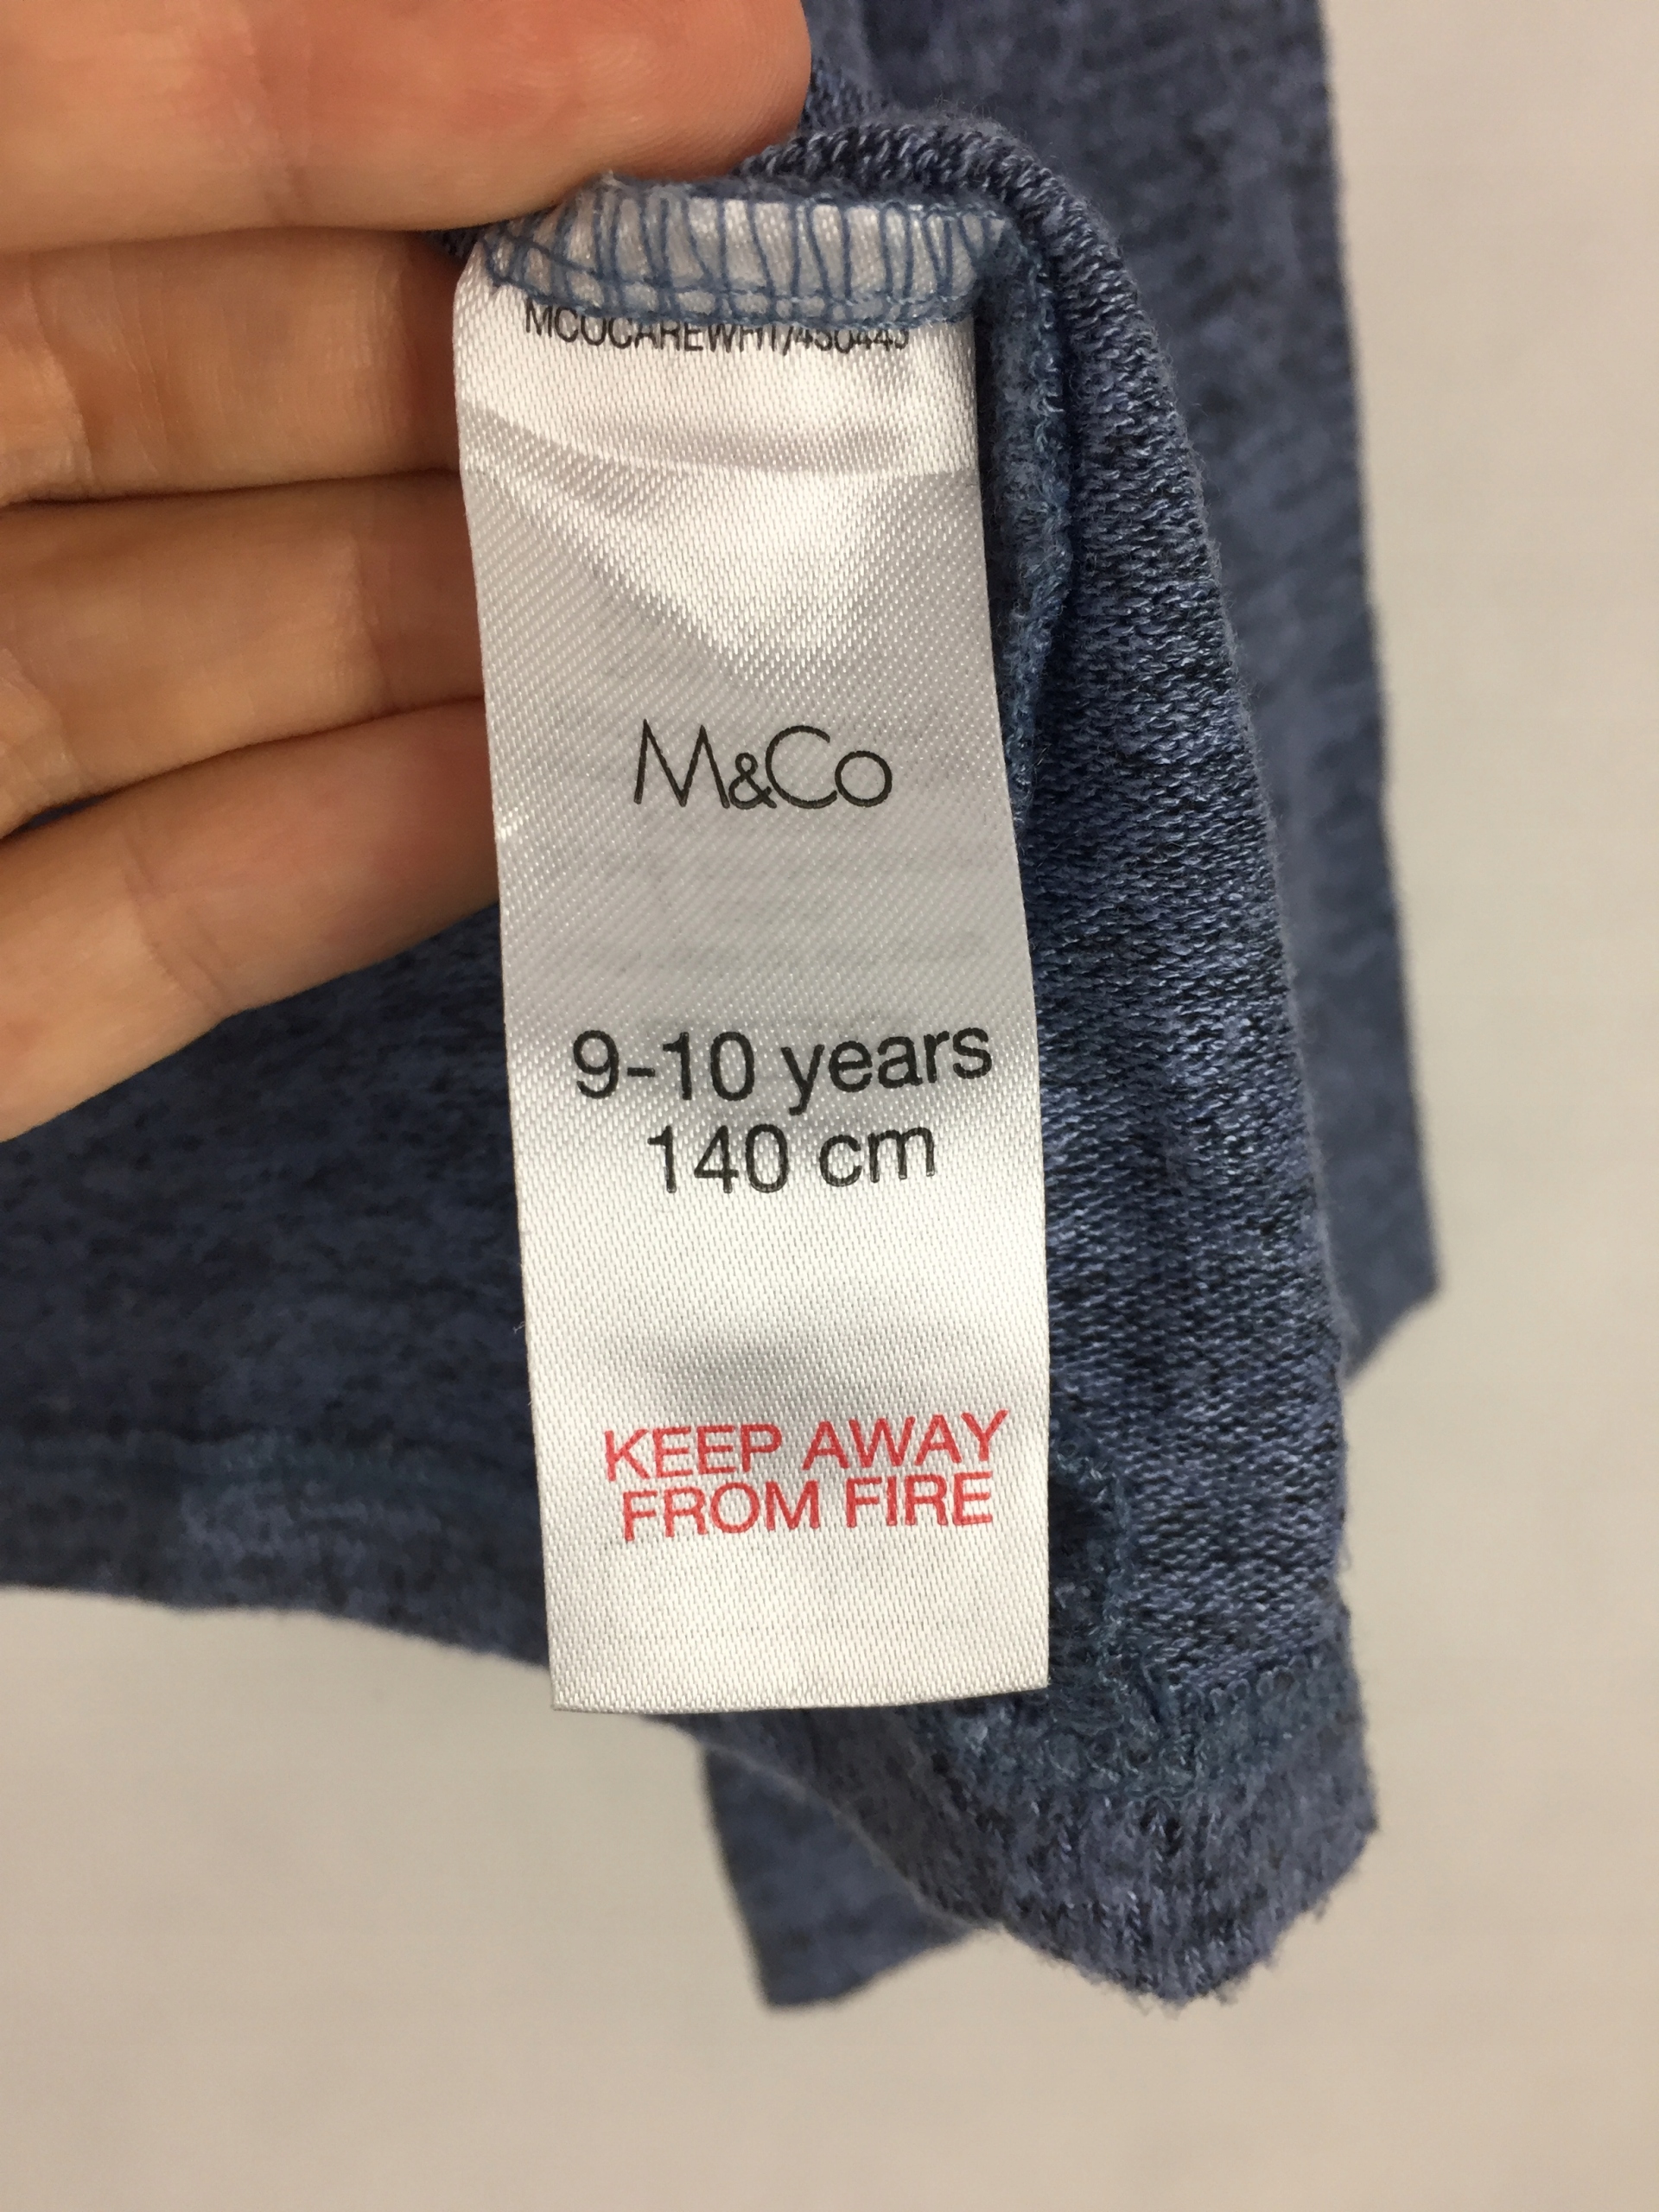 M&Co
9-10 years
140 cm
KEEP AWAY
FROM FIRE